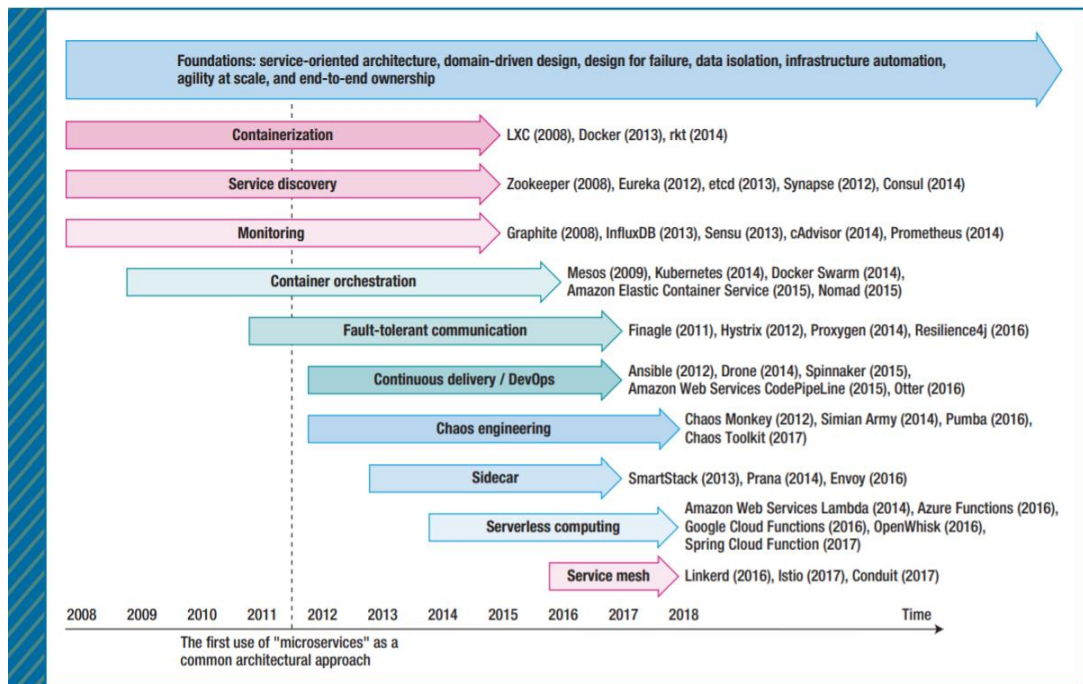 Foundations: service-oriented architecture, domain-driven design, design for failure, data isolation, infrastructure automation,
agility at scale, and end-to-end ownership
Containerization
LXC (2008), Docker (2013), rkt (2014)
Service discovery
Zookeeper (2008), Eureka (2012), etcd (2013), Synapse (2012), Consul (2014)
Monitoring
Graphite (2008), InfluxDB (2013), Sensu (2013), cAdvisor (2014), Prometheus (2014)
Container orchestration
Mesos (2009), Kubernetes (2014), Docker Swarm (2014),
Amazon Elastic Container Service (2015), Nomad (2015)
Fault-tolerant communication
Finagle (2011), Hystrix (2012), Proxygen (2014), Resilience4j (2016)
Continuous delivery / DevOps
Ansible (2012), Drone (2014), Spinnaker (2015),
Amazon Web Services CodePipeLine (2015), Otter (2016)
Chaos engineering
Chaos Monkey (2012), Simian Army (2014), Pumba (2016),
Chaos Toolkit (2017)
Sidecar
SmartStack (2013), Prana (2014), Envoy (2016)
Serverless computing
Amazon Web Services Lambda (2014), Azure Functions (2016),
Google Cloud Functions (2016), OpenWhisk (2016),
Spring Cloud Function (2017)
Service mesh
Linkerd (2016), Istio (2017), Conduit (2017)
2008 2009 2010 2011 2012 2013 2014 2015 2016 2017 2018 Time
The first use of "microservices" as a
common architectural approach